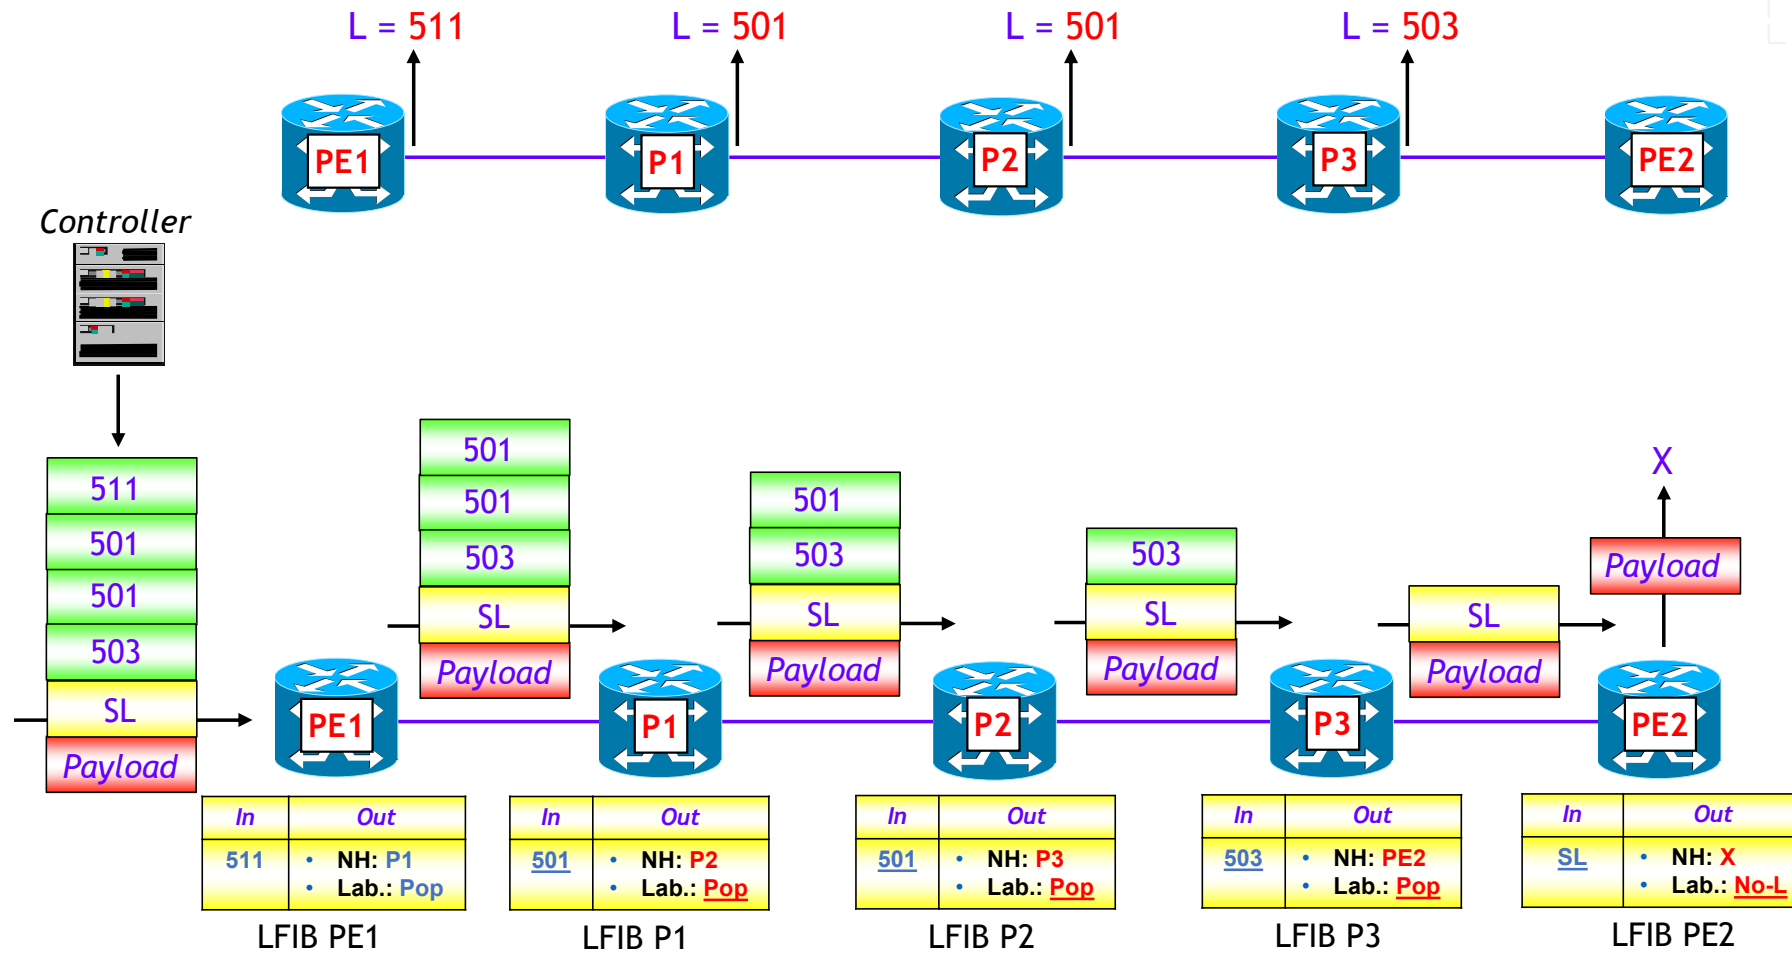 L = 511
L = 501
L = 501
L = 503
PE1
P1
P2
P3
PE2
Controller
511
501
501
503
SL
Payload
501
501
503
SL
Payload
501
503
SL
Payload
503
SL
Payload
SL
Payload
X
Payload
PE1
P1
P2
P3
PE2
In Out
511 • NH: P1
• Lab.: Pop
LFIB PE1
In Out
501 • NH: P2
• Lab.: Pop
LFIB P1
In Out
501 • NH: P3
• Lab.: Pop
LFIB P2
In Out
503 • NH: PE2
• Lab.: Pop
LFIB P3
In Out
SL • NH: X
• Lab.: No-L
LFIB PE2